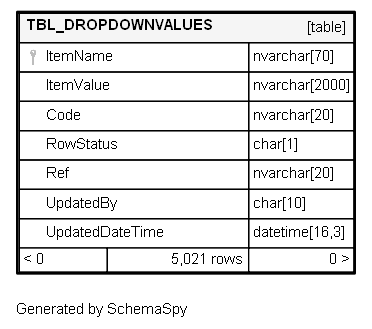 TBL_DROPDOWNVALUES [table]
ItemName nvarchar[70]
ItemValue nvarchar[2000]
Code nvarchar[20]
RowStatus char[1]
Ref nvarchar[20]
UpdatedBy char[10]
UpdatedDateTime datetime[16,3]
< 0 5,021 rows 0 >
Generated by SchemaSpy